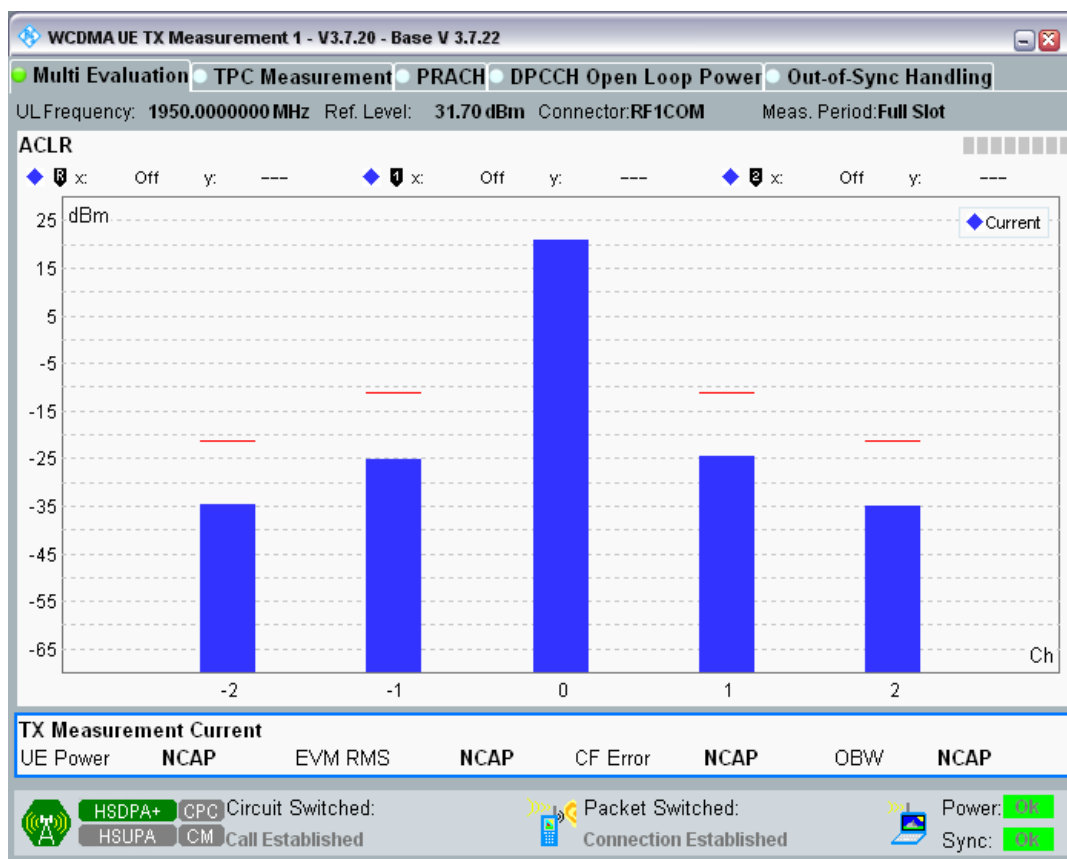 WCDMA UE TX Measurement 1 - V3.7.20 - Base V 3.7.22
Multi Evaluation TPC Measurement PRACH DPCCH Open Loop Power Out-of-Sync Handling
UL Frequency: 1950.0000000 MHz Ref. Level: 31.70 dBm Connector:RF1COM Meas. Period:Full Slot
ACLR
R x: Off y: --- 1 x: Off y: --- 2 x: Off y: ---
dBm
Current
25
15
5
-5
-15
-25
-35
-45
-55
-65
Ch
-2 -1 0 1 2
TX Measurement Current
UE Power NCAP EVM RMS NCAP CF Error NCAP OBW NCAP
HSDPA+ CPC Circuit Switched: Packet Switched: Power: Ok
HSUPA CM Call Established Connection Established Sync: Ok